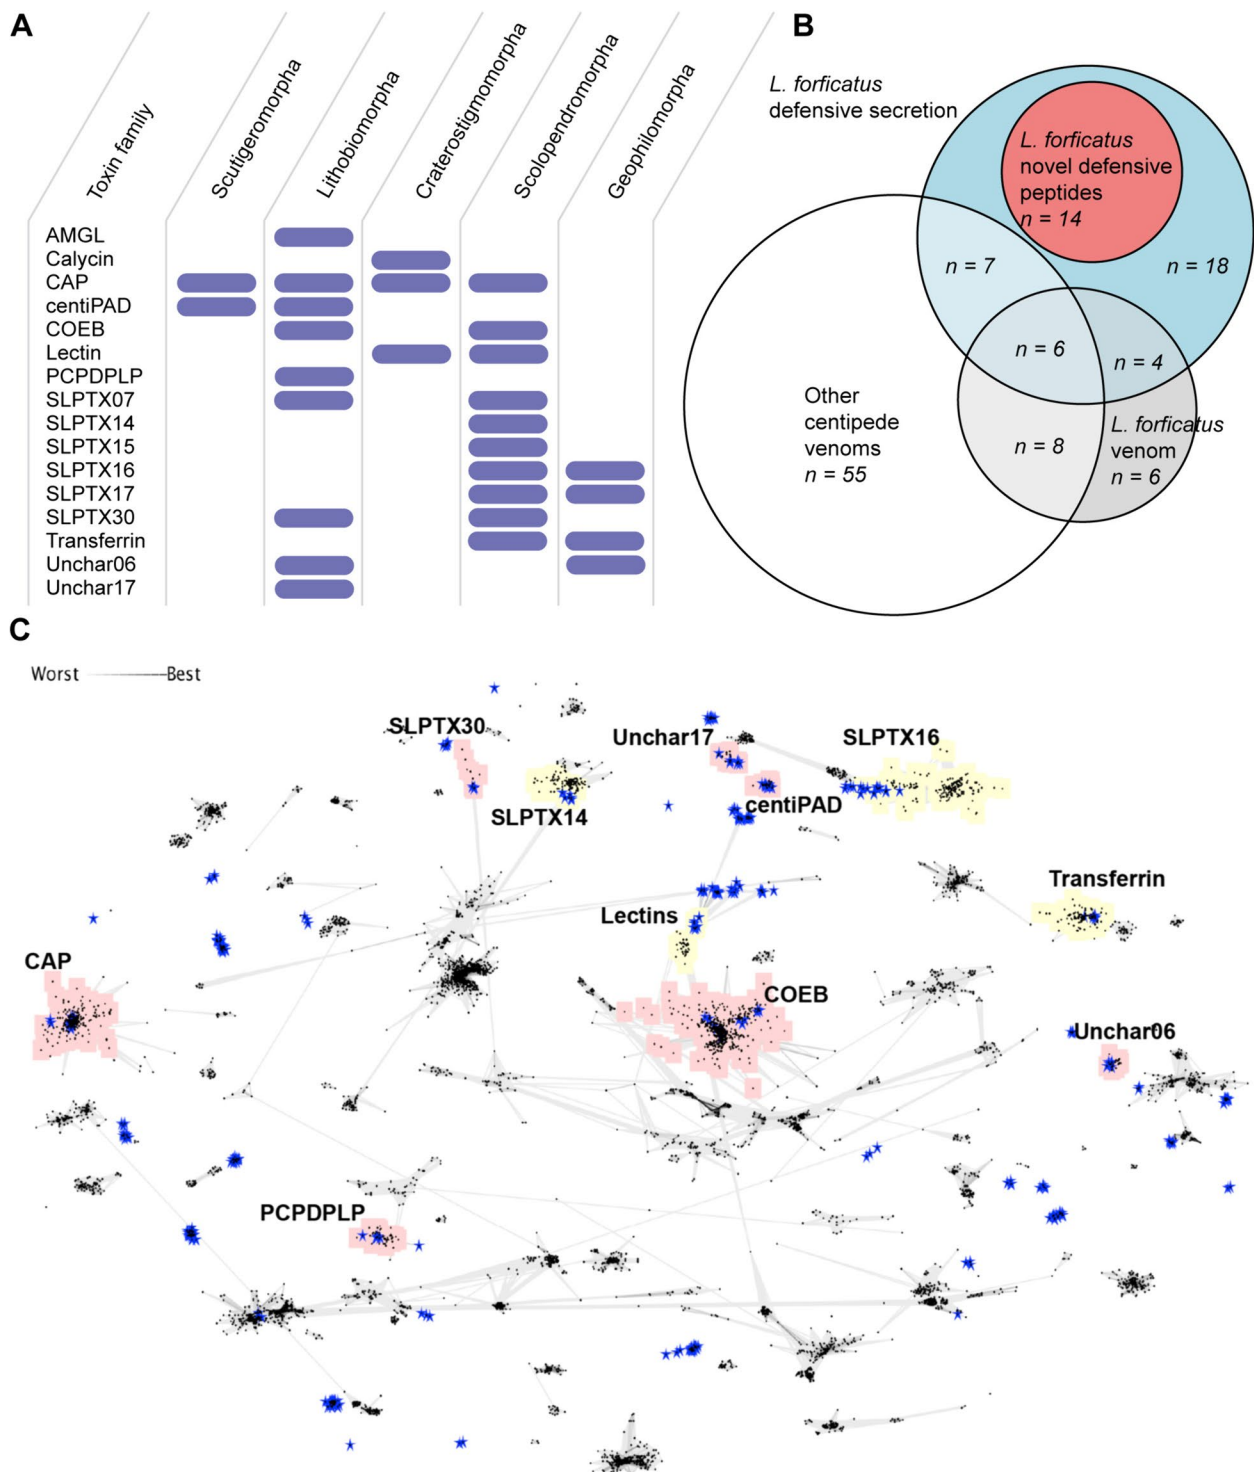 A
Toxin family
Scutigeromorpha
Lithobiomorpha
Craterostigmomorpha
Scolopendromorpha
Geophilomorpha
AMGL
Calycin
CAP
centiPAD
COEB
Lectin
PCPDPLP
SLPTX07
SLPTX14
SLPTX15
SLPTX16
SLPTX17
SLPTX30
Transferrin
Unchar06
Unchar17
B
L. forficatus
defensive secretion
L. forficatus
novel defensive
peptides
n = 14
n = 7
n = 18
n = 6
n = 4
Other
centipede
venoms
n = 55
n = 8
L. forficatus
venom
n = 6
C
Worst
Best
SLPTX30
Unchar17
SLPTX16
SLPTX14
centiPAD
Transferrin
Lectins
CAP
COEB
Unchar06
PCPDPLP